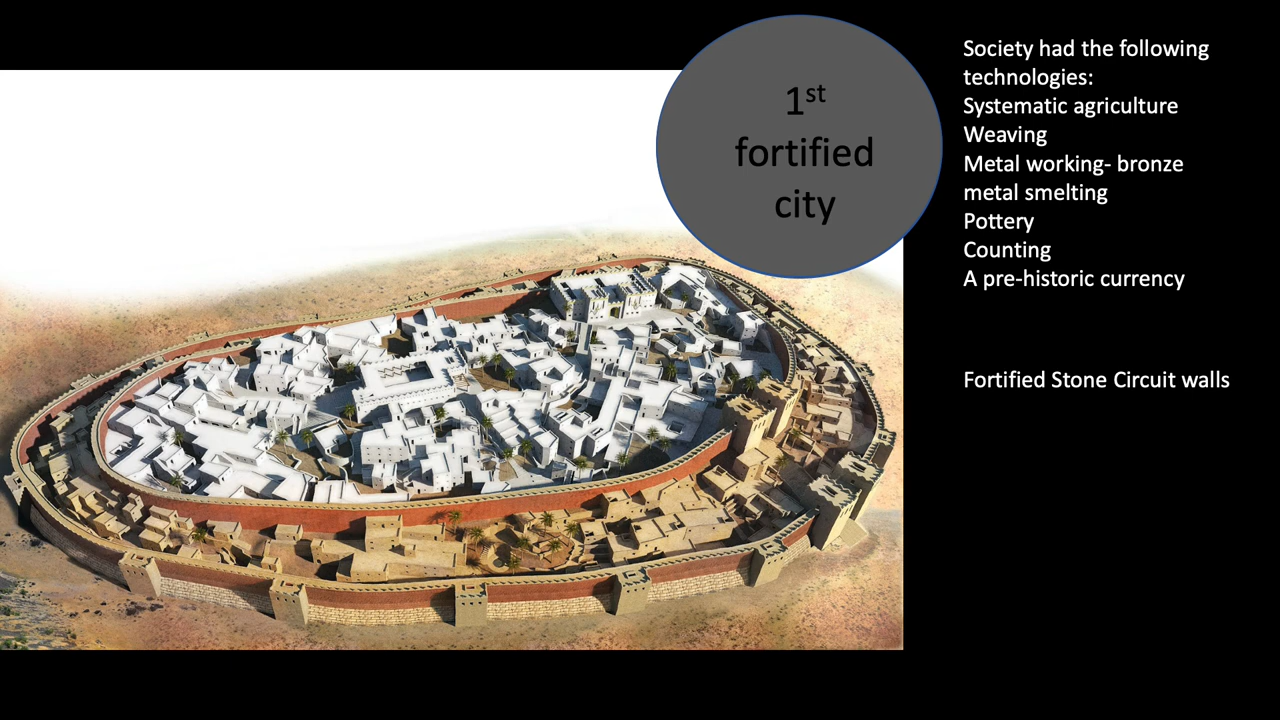 1st
fortified
city
Society had the following
technologies:
Systematic agriculture
Weaving
Metal working- bronze
metal smelting
Pottery
Counting
A pre-historic currency
Fortified Stone Circuit walls